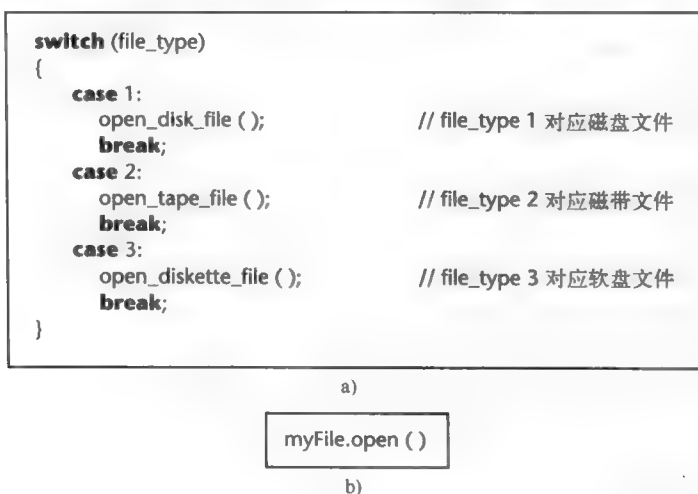 switch (file_type)
{
case 1:
open_disk_file ( ); // file_type 1 对应磁盘文件
break;
case 2:
open_tape_file ( ); // file_type 2 对应磁带文件
break;
case 3:
open_diskette_file ( ); // file_type 3 对应软盘文件
break;
}
a)
myFile.open ( )
b)